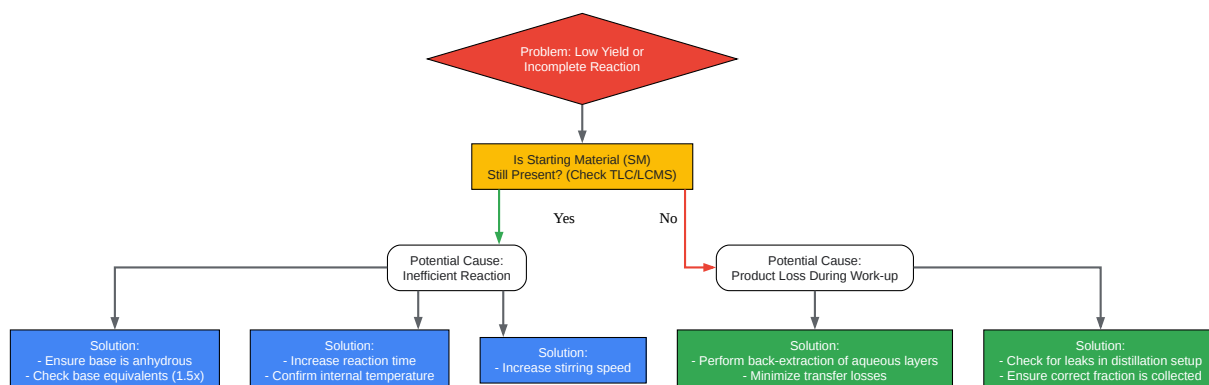 Problem: Low Yield or
Incomplete Reaction
Is Starting Material (SM)
Still Present? (Check TLC/LCMS)
Yes
No
Potential Cause:
Inefficient Reaction
Potential Cause:
Product Loss During Work-up
Solution:
- Ensure base is anhydrous
- Check base equivalents (1.5x)
Solution:
- Increase reaction time
- Confirm internal temperature
Solution:
- Increase stirring speed
Solution:
- Perform back-extraction of aqueous layers
- Minimize transfer losses
Solution:
- Check for leaks in distillation setup
- Ensure correct fraction is collected